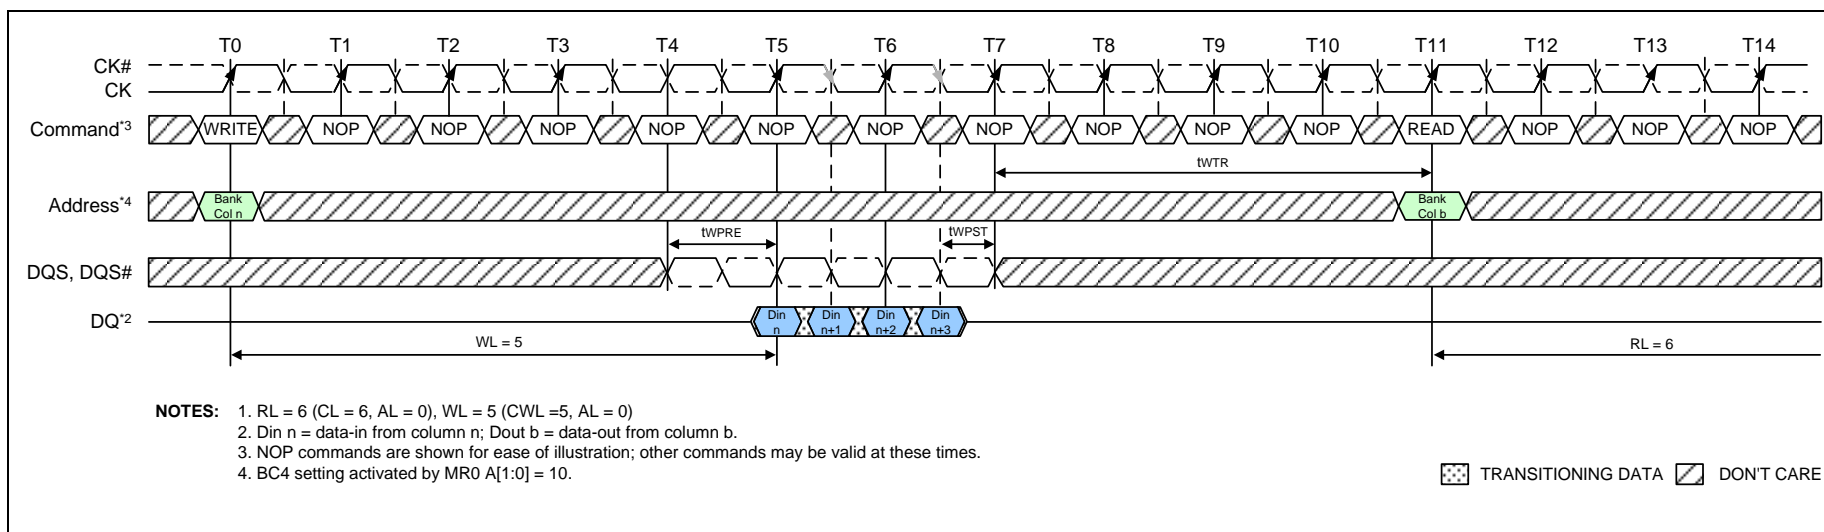 T0 T1 T2 T3 T4 T5 T6 T7 T8 T9 T10 T11 T12 T13 T14
CK#
CK
Command*3 WRITE NOP NOP NOP NOP NOP NOP NOP NOP NOP NOP READ NOP NOP NOP
tWTR
Address*4 Bank Col n Bank Col b
tWPRE tWPST
DQS, DQS#
DQ*2 Din n Din n+1 Din n+2 Din n+3
WL = 5 RL = 6
NOTES: 1. RL = 6 (CL = 6, AL = 0), WL = 5 (CWL =5, AL = 0)
2. Din n = data-in from column n; Dout b = data-out from column b.
3. NOP commands are shown for ease of illustration; other commands may be valid at these times.
4. BC4 setting activated by MR0 A[1:0] = 10.
TRANSITIONING DATA DON'T CARE